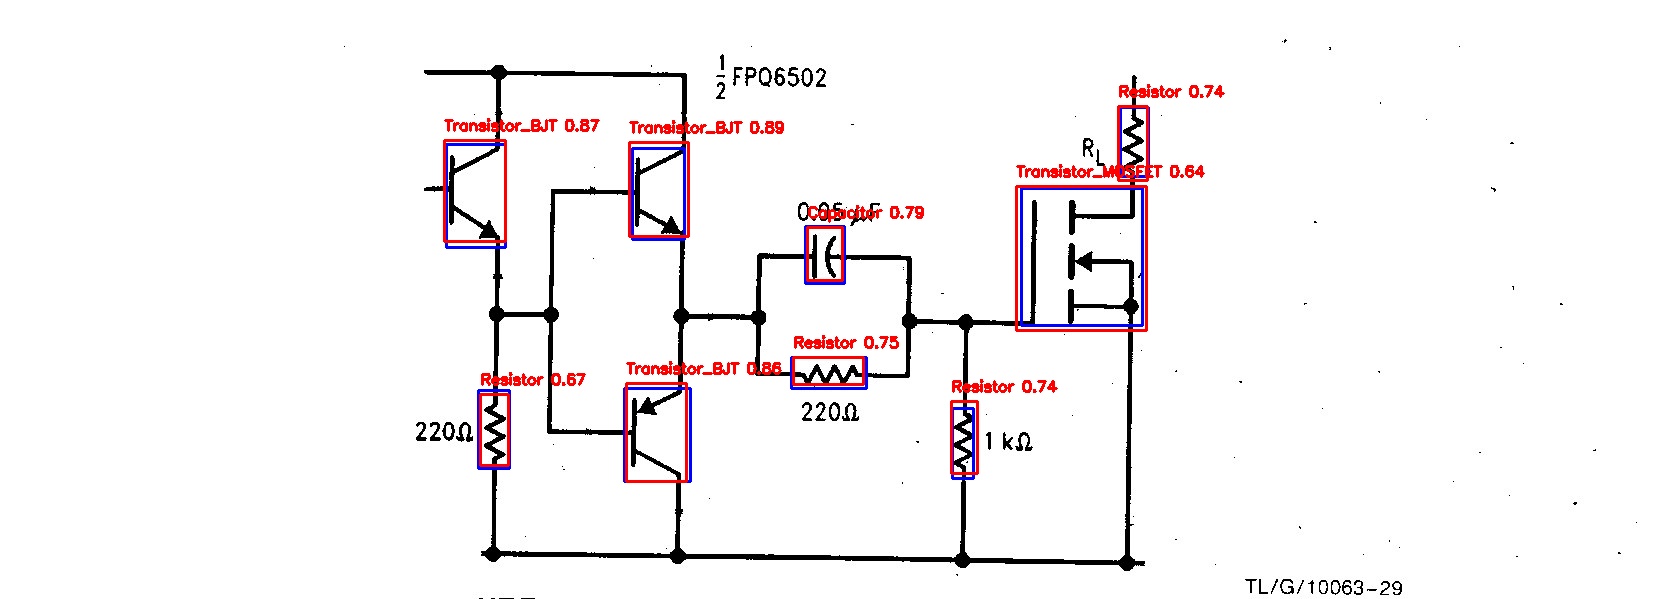 1/2 FPQ6502
Resistor 0.74
Transistor_BJT 0.87
Transistor_BJT 0.89
RL
Transistor_MOSFET 0.64
Capacitor 0.79
Resistor 0.75
Transistor_BJT 0.86
Resistor 0.67
Resistor 0.74
220Ω
220Ω
1 kΩ
TL/G/10063-29